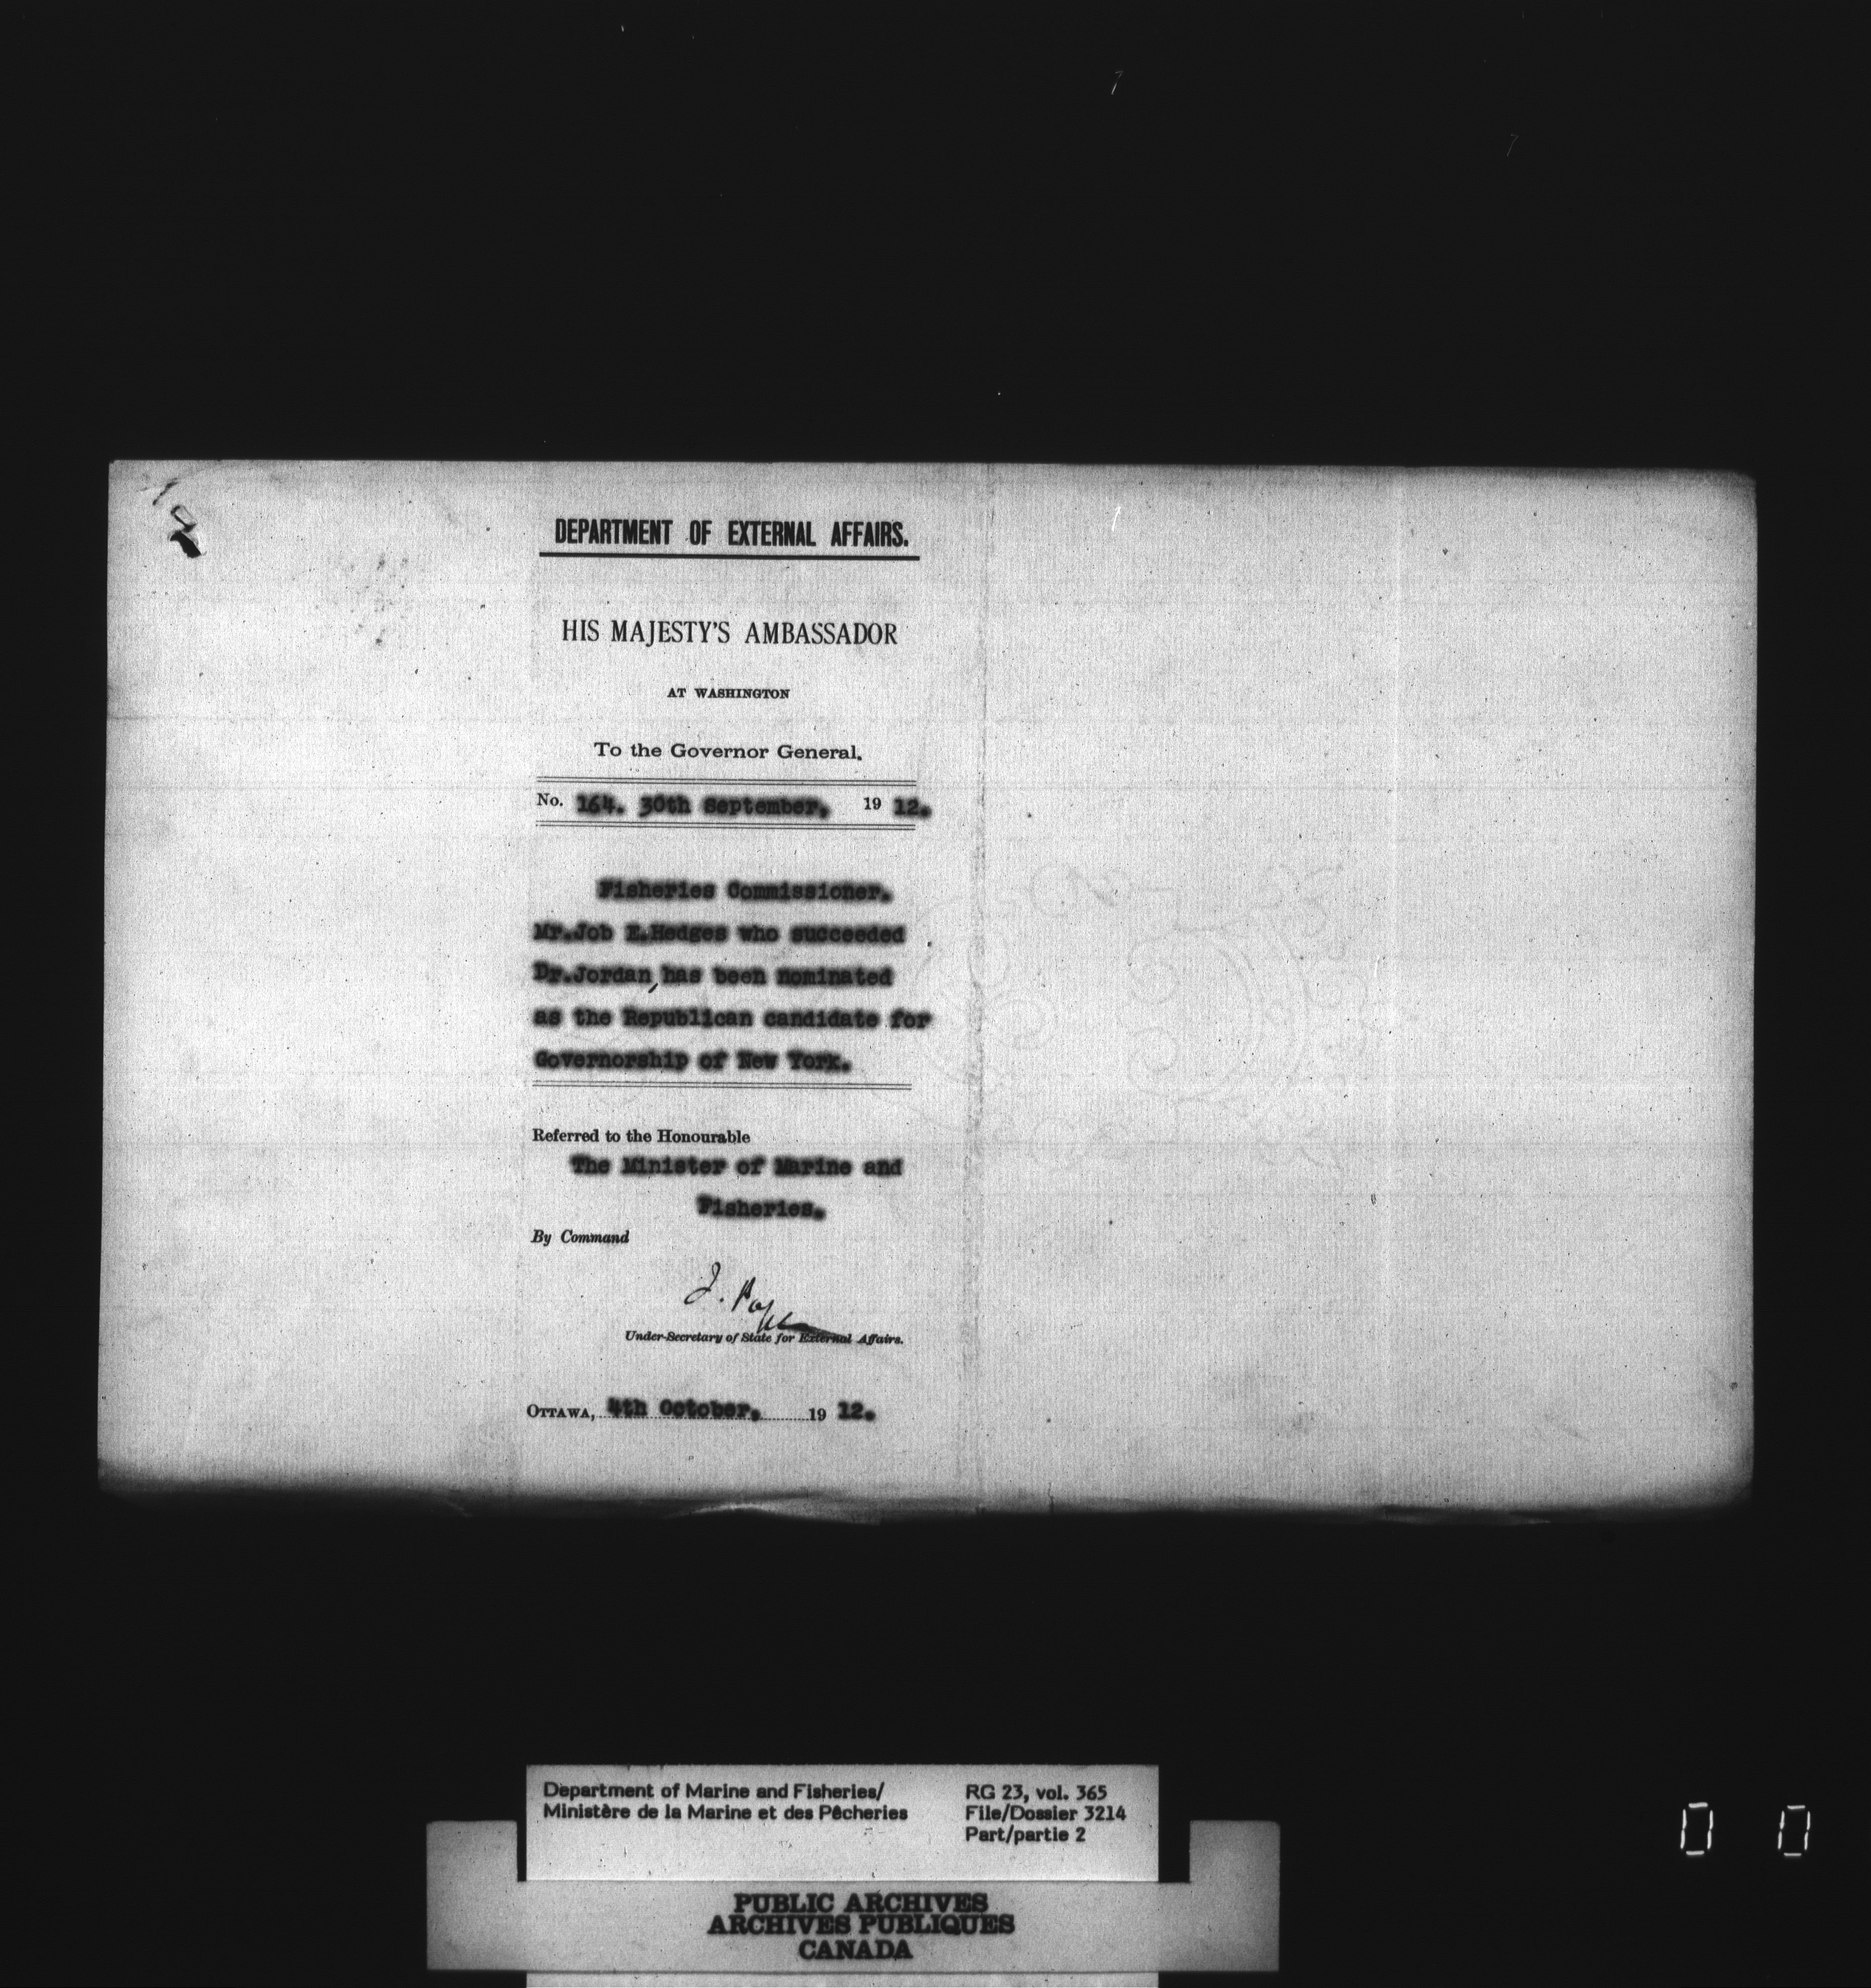 DEPARTMENT OF EXTERNAL AFFAIRS.
HIS MAJESTY'S AMBASSADOR
AT WASHINGTON
To the Governor General.
No. 164. 30th September, 19 12.
Fisheries Commissioner.
Mr.Job E.Hedges who succeeded
Dr.Jordan, has been nominated
as the Republican candidate for
Governorship of New York.
Referred to the Honourable
The Minister of Marine and
Fisheries.
By Command
J. Pope
Under-Secretary of State for External Affairs.
OTTAWA, 4th October, 19 12.
Department of Marine and Fisheries/
Ministère de la Marine et des Pêcheries
RG 23, vol. 365
File/Dossier 3214
Part/partie 2
PUBLIC ARCHIVES
ARCHIVES PUBLIQUES
CANADA
0 0